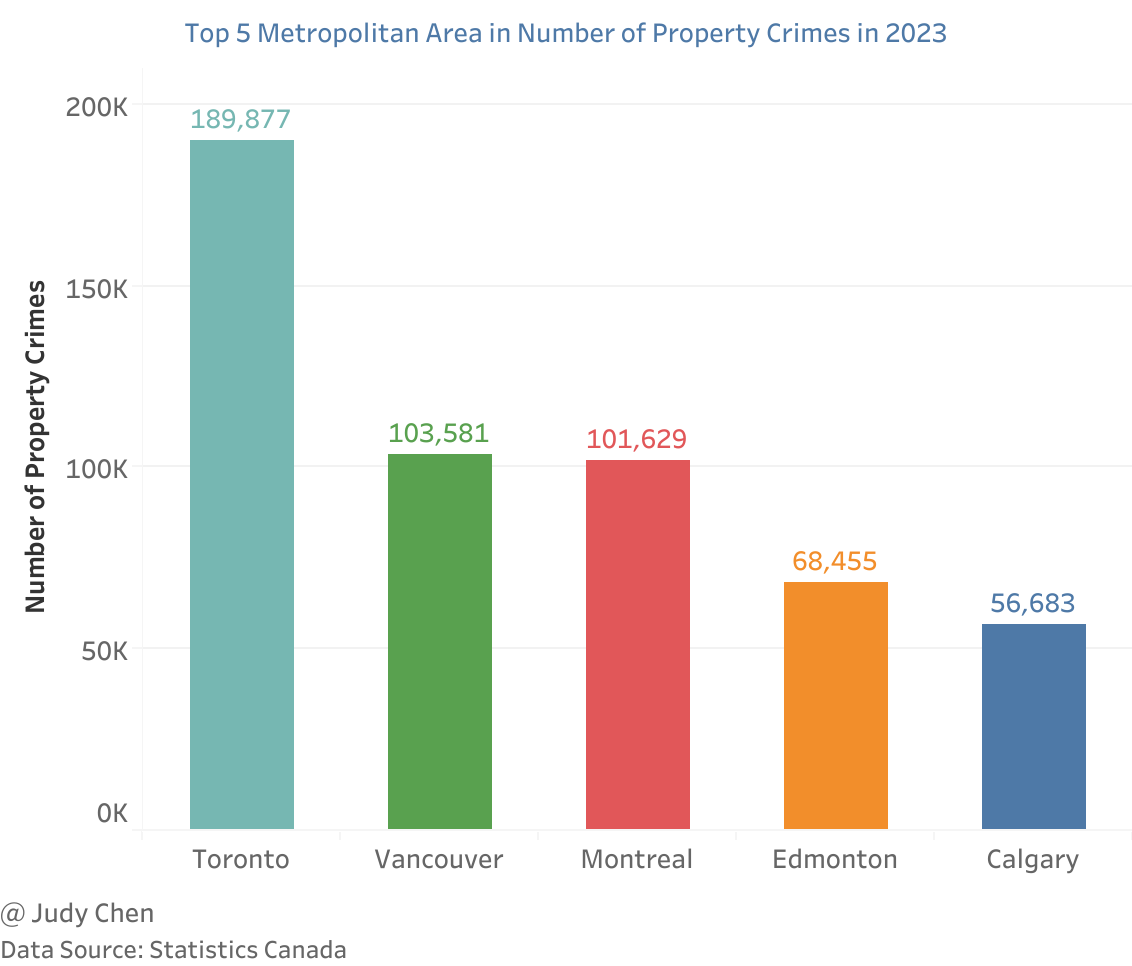 Top 5 Metropolitan Area in Number of Property Crimes in 2023
Number of Property Crimes
200K
150K
100K
50K
0K
189,877
103,581
101,629
68,455
56,683
Toronto
Vancouver
Montreal
Edmonton
Calgary
@ Judy Chen
Data Source: Statistics Canada